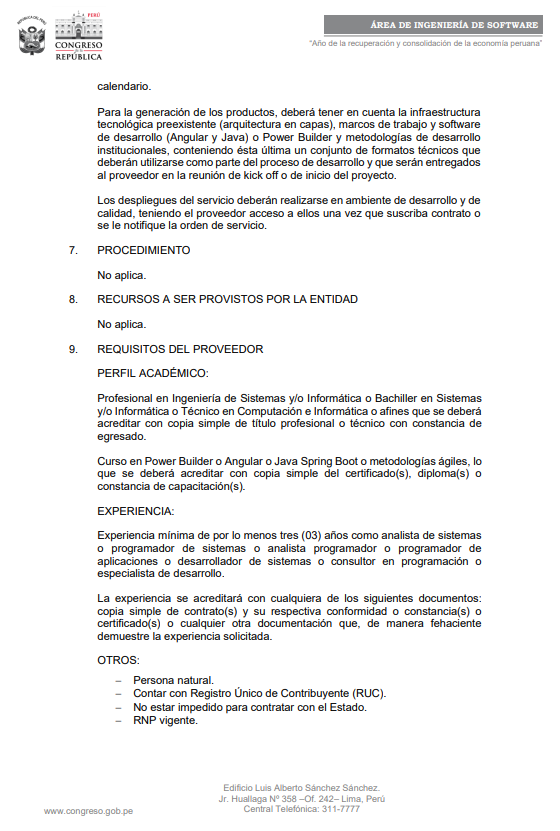 REPÚBLICA DEL PERÚ
PERÚ
CONGRESO
de la
REPÚBLICA
ÁREA DE INGENIERÍA DE SOFTWARE
“Año de la recuperación y consolidación de la economía peruana”
calendario.
Para la generación de los productos, deberá tener en cuenta la infraestructura
tecnológica preexistente (arquitectura en capas), marcos de trabajo y software
de desarrollo (Angular y Java) o Power Builder y metodologías de desarrollo
institucionales, conteniendo ésta última un conjunto de formatos técnicos que
deberán utilizarse como parte del proceso de desarrollo y que serán entregados
al proveedor en la reunión de kick off o de inicio del proyecto.
Los despliegues del servicio deberán realizarse en ambiente de desarrollo y de
calidad, teniendo el proveedor acceso a ellos una vez que suscriba contrato o
se le notifique la orden de servicio.
7. PROCEDIMIENTO
No aplica.
8. RECURSOS A SER PROVISTOS POR LA ENTIDAD
No aplica.
9. REQUISITOS DEL PROVEEDOR
PERFIL ACADÉMICO:
Profesional en Ingeniería de Sistemas y/o Informática o Bachiller en Sistemas
y/o Informática o Técnico en Computación e Informática o afines que se deberá
acreditar con copia simple de título profesional o técnico con constancia de
egresado.
Curso en Power Builder o Angular o Java Spring Boot o metodologías ágiles, lo
que se deberá acreditar con copia simple del certificado(s), diploma(s) o
constancia de capacitación(s).
EXPERIENCIA:
Experiencia mínima de por lo menos tres (03) años como analista de sistemas
o programador de sistemas o analista programador o programador de
aplicaciones o desarrollador de sistemas o consultor en programación o
especialista de desarrollo.
La experiencia se acreditará con cualquiera de los siguientes documentos:
copia simple de contrato(s) y su respectiva conformidad o constancia(s) o
certificado(s) o cualquier otra documentación que, de manera fehaciente
demuestre la experiencia solicitada.
OTROS:
– Persona natural.
– Contar con Registro Único de Contribuyente (RUC).
– No estar impedido para contratar con el Estado.
– RNP vigente.
Edificio Luis Alberto Sánchez Sánchez.
Jr. Huallaga Nº 358 –Of. 242– Lima, Perú
www.congreso.gob.pe
Central Telefónica: 311-7777